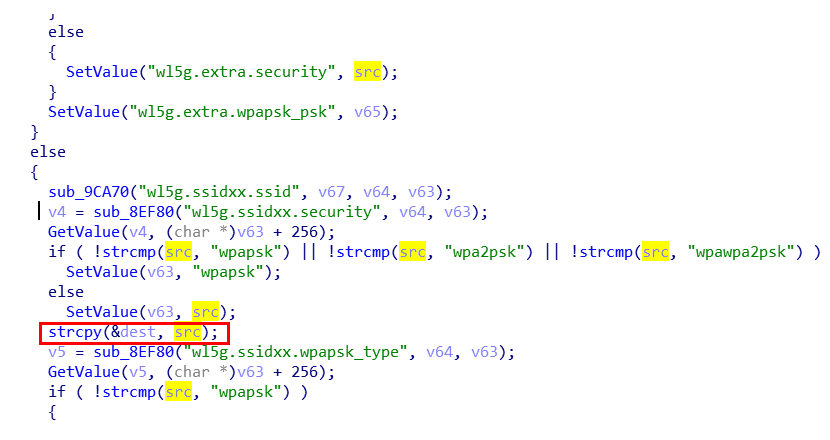 }
else
{
SetValue("wl5g.extra.security", src);
}
SetValue("wl5g.extra.wpapsk_psk", v65);
}
else
{
sub_9CA70("wl5g.ssidxx.ssid", v67, v64, v63);
v4 = sub_8EF80("wl5g.ssidxx.security", v64, v63);
GetValue(v4, (char *)v63 + 256);
if ( !strcmp(src, "wpapsk") || !strcmp(src, "wpa2psk") || !strcmp(src, "wpawpa2psk") )
SetValue(v63, "wpapsk");
else
SetValue(v63, src);
strcpy(&dest, src);
v5 = sub_8EF80("wl5g.ssidxx.wpapsk_type", v64, v63);
GetValue(v5, (char *)v63 + 256);
if ( !strcmp(src, "wpapsk") )
{